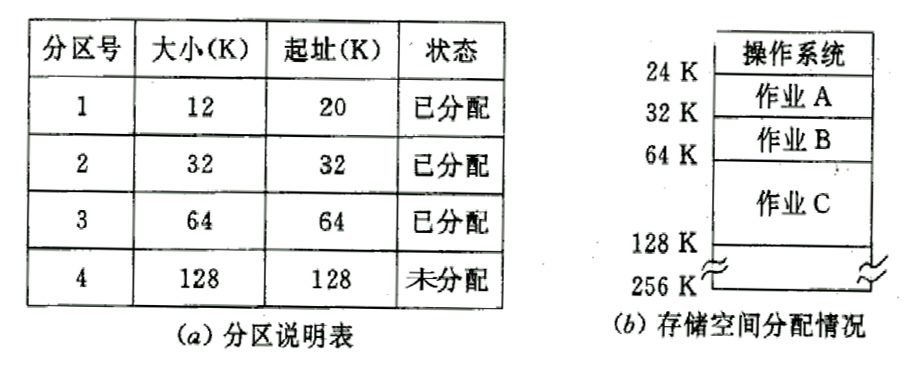 分区号 大小(K) 起址(K) 状态
1 12 20 已分配
2 32 32 已分配
3 64 64 已分配
4 128 128 未分配
(a) 分区说明表
操作系统
24 K
作业 A
32 K
作业 B
64 K
作业 C
128 K
256 K
(b) 存储空间分配情况